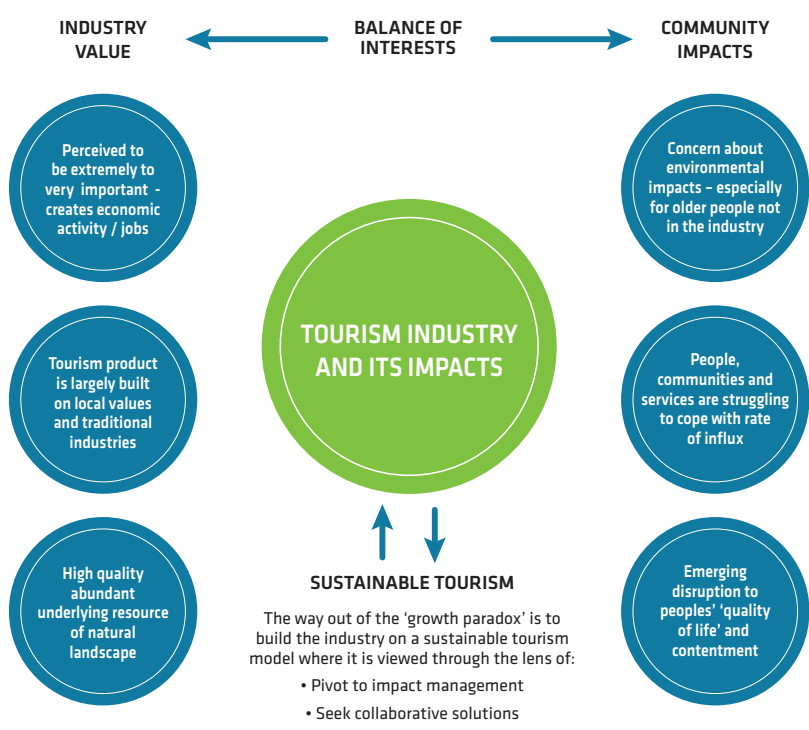 INDUSTRY
VALUE
BALANCE OF
INTERESTS
COMMUNITY
IMPACTS
Perceived to
be extremely to
very important -
creates economic
activity / jobs
Tourism product
is largely built
on local values
and traditional
industries
High quality
abundant
underlying resource
of natural
landscape
TOURISM INDUSTRY
AND ITS IMPACTS
SUSTAINABLE TOURISM
The way out of the ‘growth paradox’ is to
build the industry on a sustainable tourism
model where it is viewed through the lens of:
• Pivot to impact management
• Seek collaborative solutions
Concern about
environmental
impacts – especially
for older people not
in the industry
People,
communities and
services are struggling
to cope with rate
of influx
Emerging
disruption to
peoples’ ‘quality
of life’ and
contentment